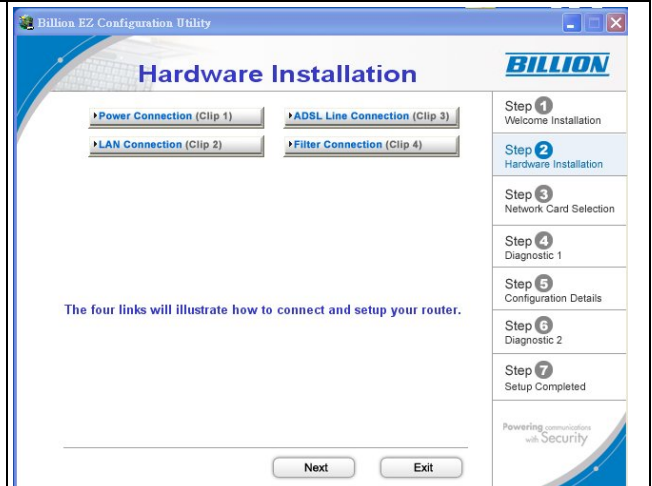 Billion EZ Configuration Utility
Hardware Installation
BILLION
Power Connection (Clip 1)
ADSL Line Connection (Clip 3)
LAN Connection (Clip 2)
Filter Connection (Clip 4)
The four links will illustrate how to connect and setup your router.
Step 1
Welcome Installation
Step 2
Hardware Installation
Step 3
Network Card Selection
Step 4
Diagnostic 1
Step 5
Configuration Details
Step 6
Diagnostic 2
Step 7
Setup Completed
Powering communications
with Security
Next
Exit